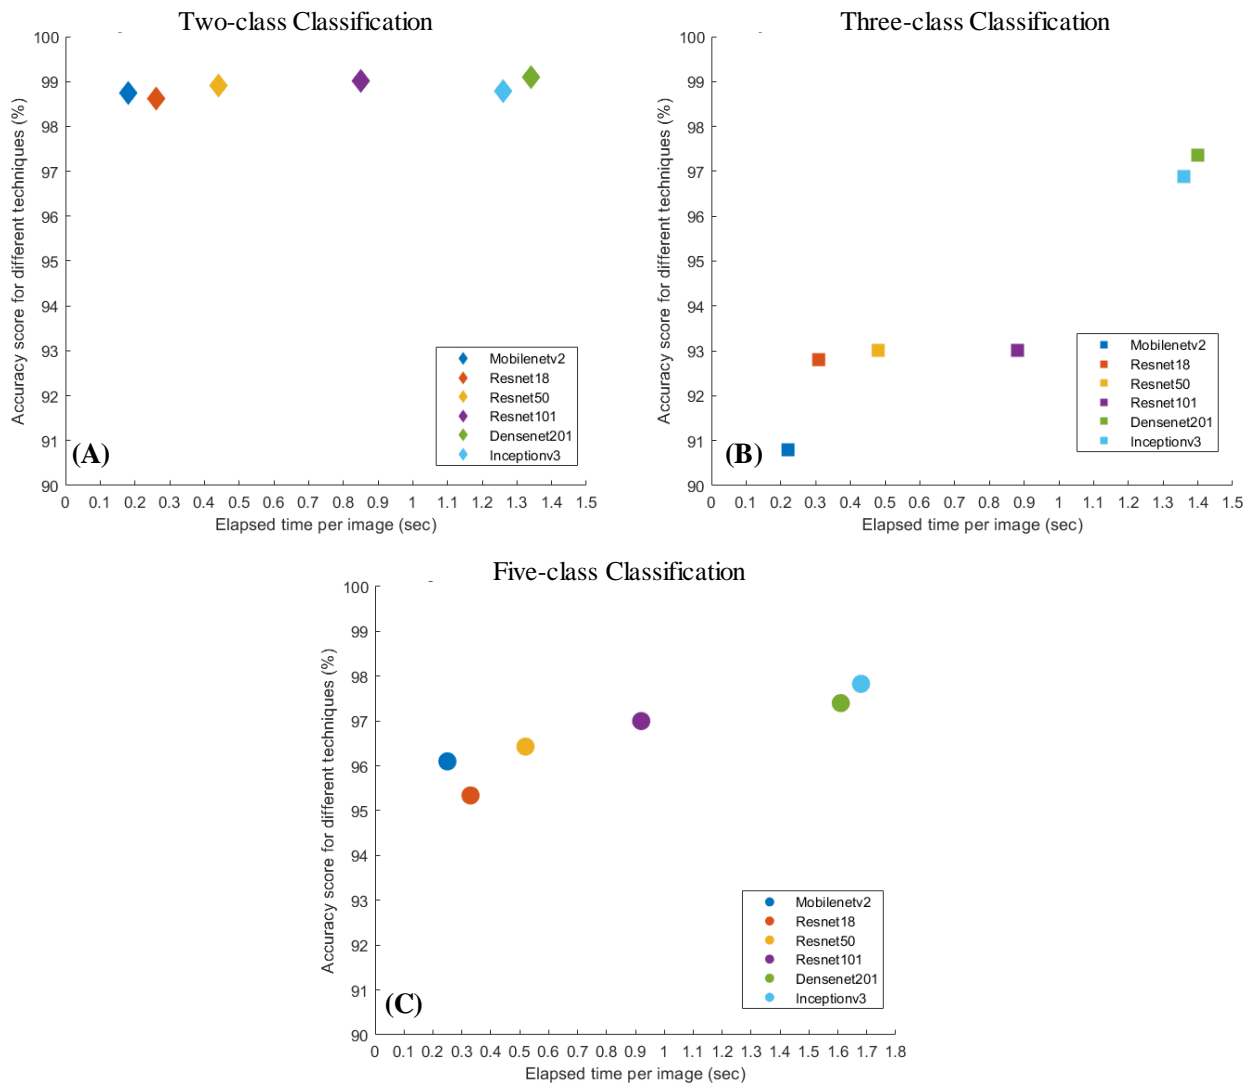 Two-class Classification
100
99
98
97
96
95
94
93
92
91
90
Accuracy score for different techniques (%)
Mobilenetv2
Resnet18
Resnet50
Resnet101
Densenet201
Inceptionv3
(A)
0 0.1 0.2 0.3 0.4 0.5 0.6 0.7 0.8 0.9 1 1.1 1.2 1.3 1.4 1.5
Elapsed time per image (sec)
Three-class Classification
100
99
98
97
96
95
94
93
92
91
90
Accuracy score for different techniques (%)
Mobilenetv2
Resnet18
Resnet50
Resnet101
Densenet201
Inceptionv3
(B)
0 0.1 0.2 0.3 0.4 0.5 0.6 0.7 0.8 0.9 1 1.1 1.2 1.3 1.4 1.5
Elapsed time per image (sec)
Five-class Classification
100
99
98
97
96
95
94
93
92
91
90
Accuracy score for different techniques (%)
Mobilenetv2
Resnet18
Resnet50
Resnet101
Densenet201
Inceptionv3
(C)
0 0.1 0.2 0.3 0.4 0.5 0.6 0.7 0.8 0.9 1 1.1 1.2 1.3 1.4 1.5 1.6 1.7 1.8
Elapsed time per image (sec)